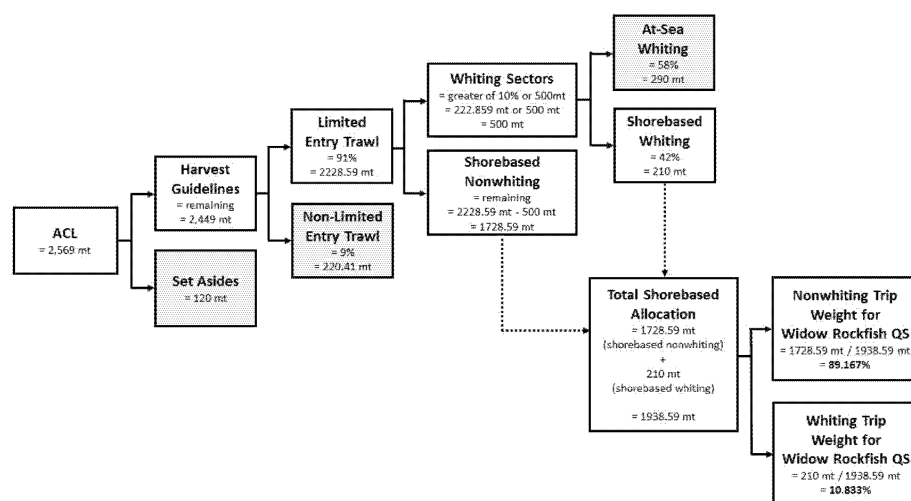 ACL
= 2,569 mt
Harvest
Guidelines
= remaining
= 2,449 mt
Set Asides
= 120 mt
Limited
Entry Trawl
= 91%
= 2228.59 mt
Non-Limited
Entry Trawl
= 9%
= 220.41 mt
Whiting Sectors
= greater of 10% or 500mt
= 222.859 mt or 500 mt
= 500 mt
Shorebased
Nonwhiting
= remaining
= 2228.59 mt - 500 mt
= 1728.59 mt
At-Sea
Whiting
= 58%
= 290 mt
Shorebased
Whiting
= 42%
= 210 mt
Total Shorebased
Allocation
= 1728.59 mt
(shorebased nonwhiting)
+
210 mt
(shorebased whiting)
= 1938.59 mt
Nonwhiting Trip
Weight for
Widow Rockfish QS
= 1728.59 mt / 1938.59 mt
= 89.167%
Whiting Trip
Weight for
Widow Rockfish QS
= 210 mt / 1938.59 mt
= 10.833%